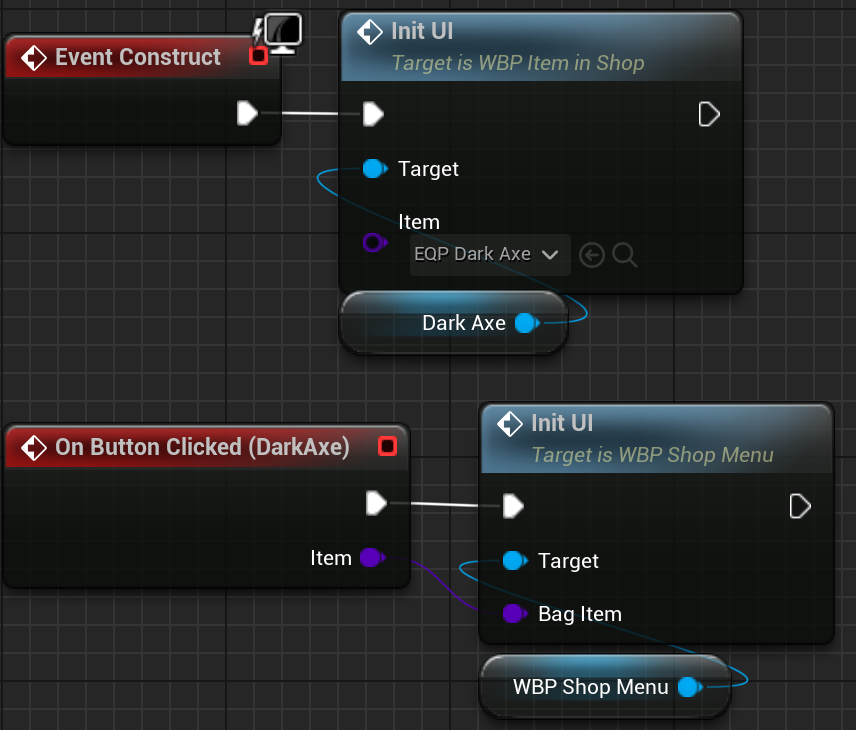 Event Construct
Init UI
Target is WBP Item in Shop
Target
Item
EQP Dark Axe
Dark Axe
On Button Clicked (DarkAxe)
Item
Init UI
Target is WBP Shop Menu
Target
Bag Item
WBP Shop Menu